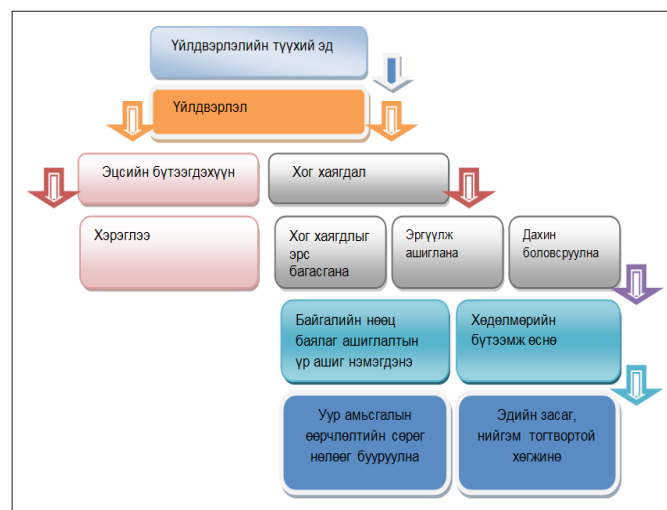 Үйлдвэрлэлийн түүхий эд
Үйлдвэрлэл
Эцсийн бүтээгдэхүүн
Хог хаягдал
Хэрэглээ
Хог хаягдлыг
эрс
багасгана
Эргүүлж
ашиглана
Дахин
боловсруулна
Байгалийн нөөц
баялаг ашиглалтын
үр ашиг нэмэгдэнэ
Хөдөлмөрийн
бүтээмж өснө
Уур амьсгалын
өөрчлөлтийн сөрөг
нөлөөг бууруулна
Эдийн засаг,
нийгэм тогтвортой
хөгжинө